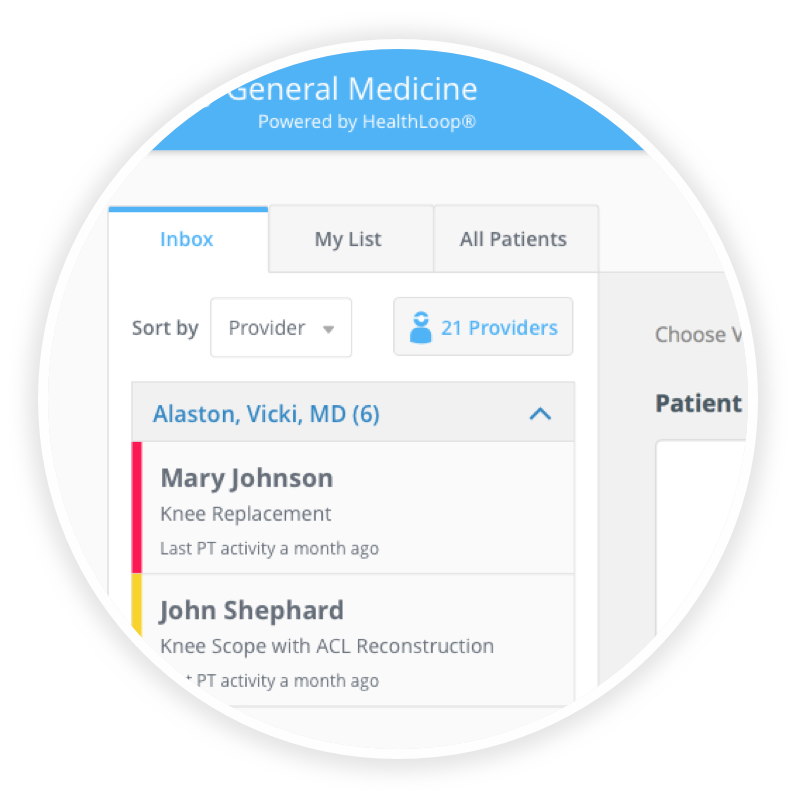 General Medicine
Powered by HealthLoop®
Inbox
My List
All Patients
Sort by
Provider
21 Providers
Choose
Patient
Alaston, Vicki, MD (6)
Mary Johnson
Knee Replacement
Last PT activity a month ago
John Shephard
Knee Scope with ACL Reconstruction
PT activity a month ago